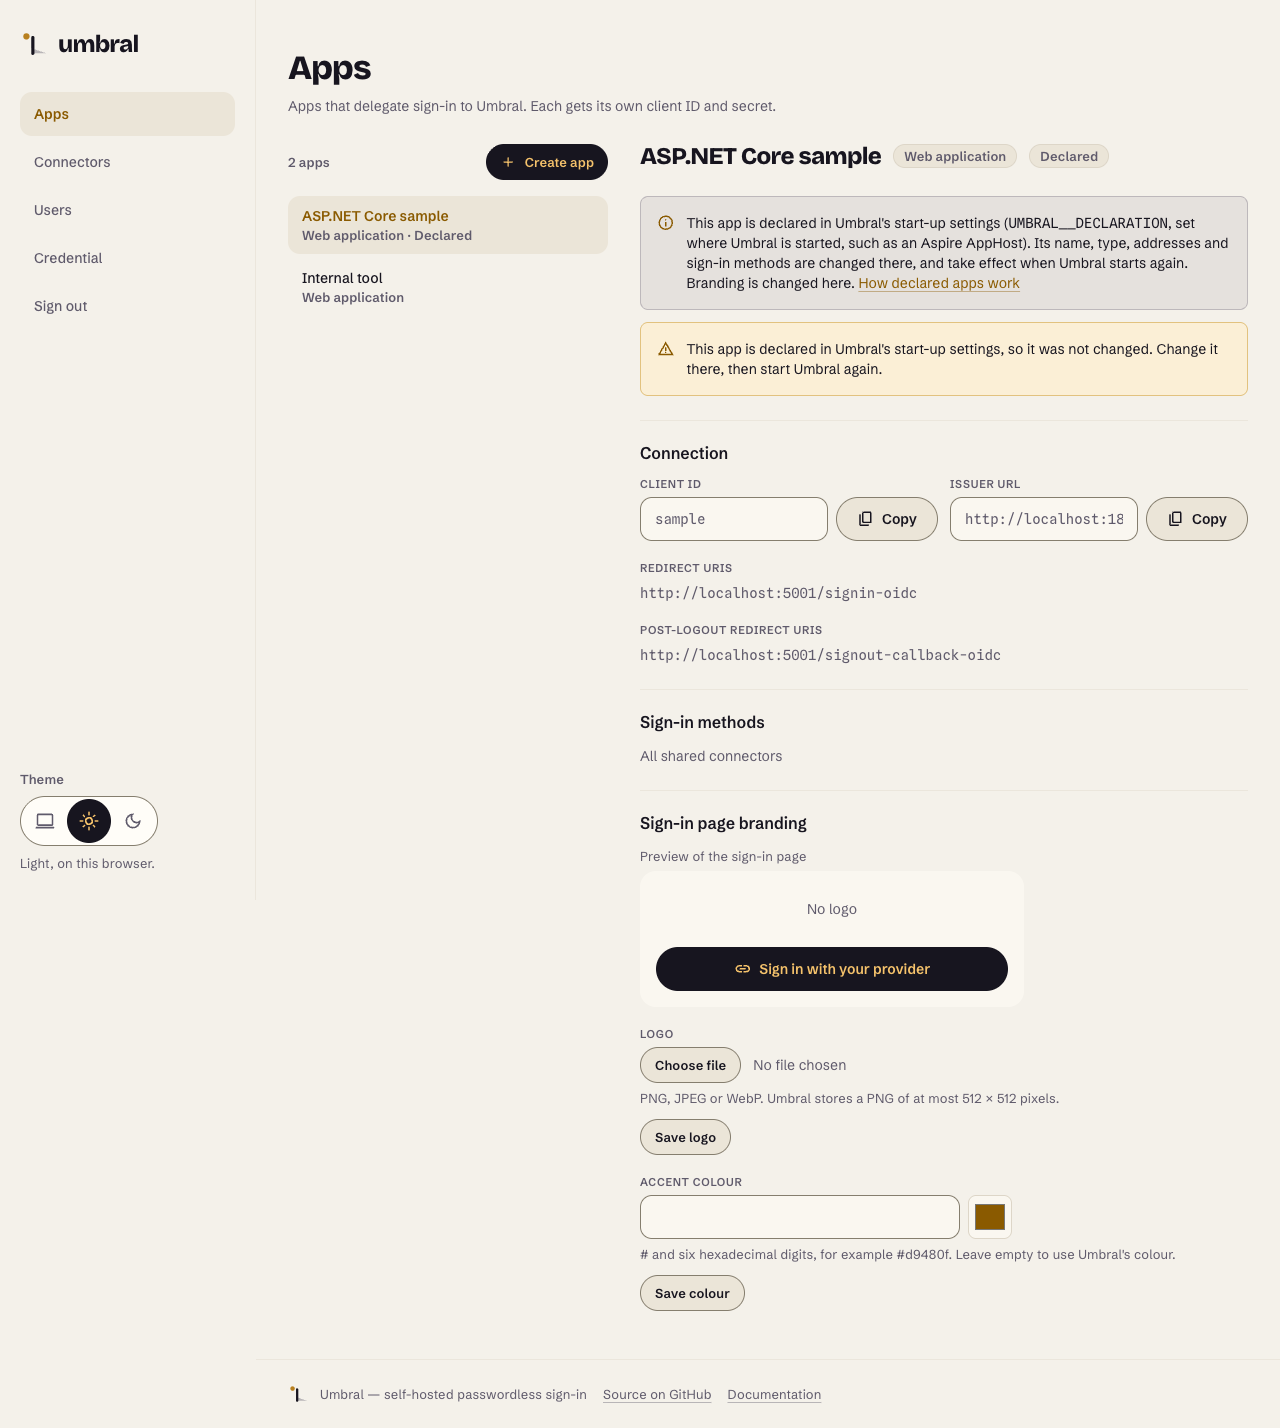 umbral
Apps
Connectors
Users
Credential
Sign out
Theme
Light, on this browser.
Apps
Apps that delegate sign-in to Umbral. Each gets its own client ID and secret.
2 apps
Create app
ASP.NET Core sample
Web application · Declared
Internal tool
Web application
ASP.NET Core sample
Web application
Declared
This app is declared in Umbral's start-up settings (UMBRAL__DECLARATION, set
where Umbral is started, such as an Aspire AppHost). Its name, type, addresses and
sign-in methods are changed there, and take effect when Umbral starts again.
Branding is changed here. How declared apps work
This app is declared in Umbral's start-up settings, so it was not changed. Change it
there, then start Umbral again.
Connection
CLIENT ID
sample
Copy
ISSUER URL
http://localhost:18
Copy
REDIRECT URIS
http://localhost:5001/signin-oidc
POST-LOGOUT REDIRECT URIS
http://localhost:5001/signout-callback-oidc
Sign-in methods
All shared connectors
Sign-in page branding
Preview of the sign-in page
No logo
Sign in with your provider
LOGO
Choose file
No file chosen
PNG, JPEG or WebP. Umbral stores a PNG of at most 512 × 512 pixels.
Save logo
ACCENT COLOUR
# and six hexadecimal digits, for example #d9480f. Leave empty to use Umbral's colour.
Save colour
Umbral — self-hosted passwordless sign-in
Source on GitHub
Documentation